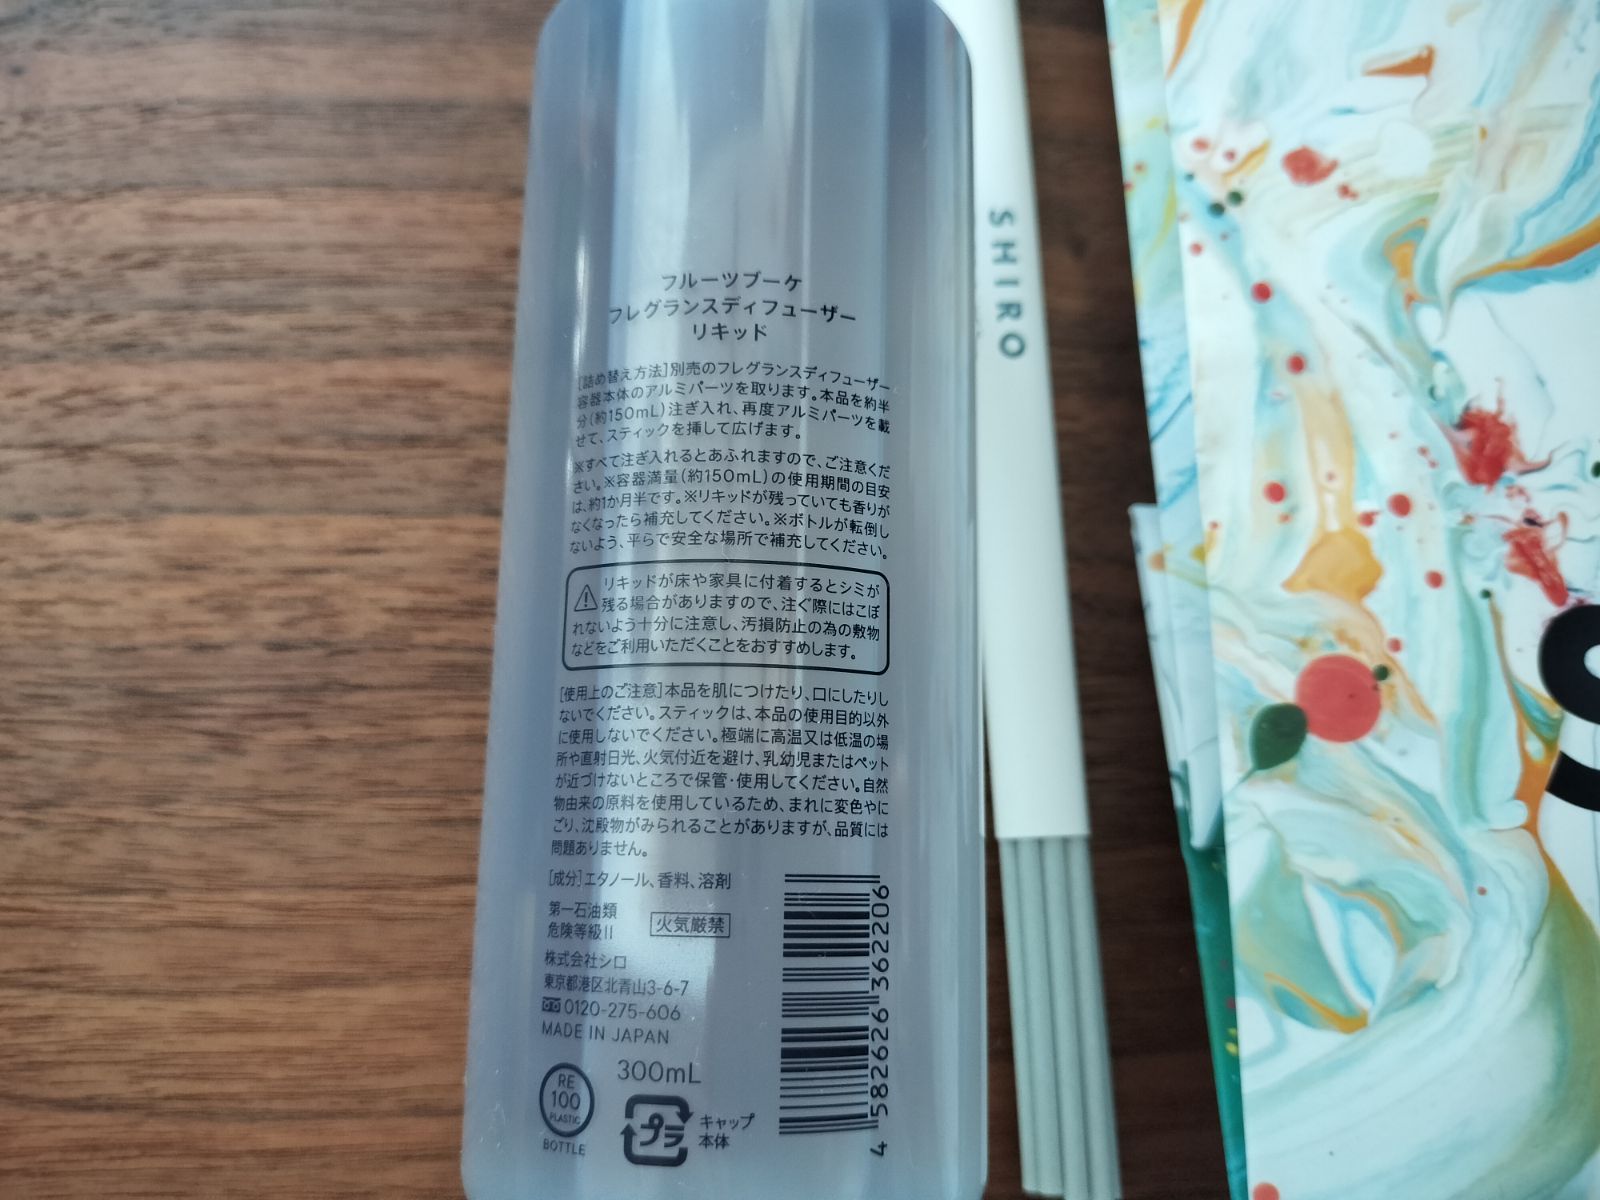 フルーツブーケ
フレグランスディフューザー
リキッド
[詰め替え方法]別売のフレグランスディフューザー
容器本体のアルミパーツを取ります。本品を約半
分(約150mL)注ぎ入れ、再度アルミパーツを載
せて、スティックを挿して広げます。
※すべて注ぎ入れるとあふれますので、ご注意くだ
さい。※容器満量(約150mL)の使用期間の目安
は、約1か月半です。※リキッドが残っていても香りが
なくなったら補充してください。※ボトルが転倒し
ないよう、平らで安全な場所で補充してください。
リキッドが床や家具に付着するとシミが
残る場合がありますので、注ぐ際にはこぼ
れないよう十分に注意し、汚損防止の為の敷物
などをご利用いただくことをおすすめします。
[使用上のご注意]本品を肌につけたり、口にしたりし
ないでください。スティックは、本品の使用目的以外
に使用しないでください。極端に高温又は低温の場
所や直射日光、火気付近を避け、乳幼児またはペット
が近づけないところで保管・使用してください。自然
物由来の原料を使用しているため、まれに変色やに
ごり、沈殿物がみられることがありますが、品質には
問題ありません。
[成分]エタノール、香料、溶剤
第一石油類
危険等級II
火気厳禁
株式会社シロ
東京都港区北青山3-6-7
0120-275-606
MADE IN JAPAN
300mL
RE
100
PLASTIC
BOTTLE
プラ
キャップ
本体
4 582626 362206
SHIRO
S